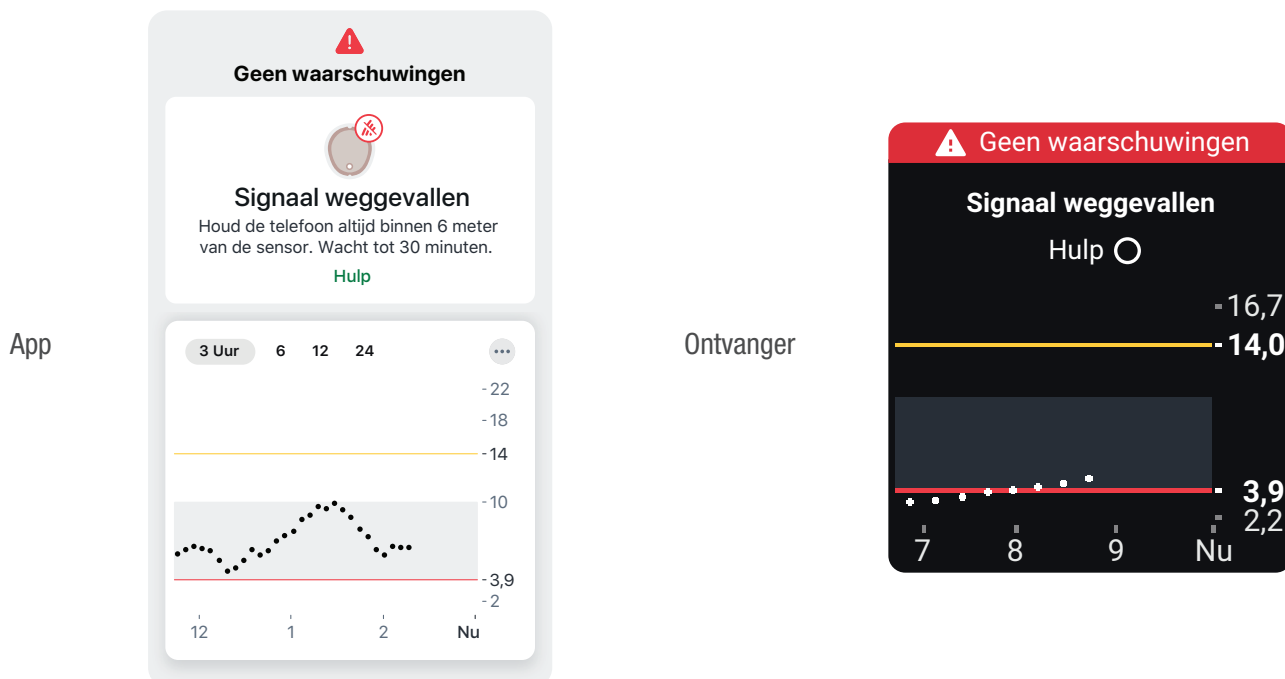 App
Geen waarschuwingen
Signaal weggevallen
Houd de telefoon altijd binnen 6 meter
van de sensor. Wacht tot 30 minuten.
Hulp
3 Uur 6 12 24
22
18
14
10
3,9
2
12 1 2 Nu
Ontvanger
Geen waarschuwingen
Signaal weggevallen
Hulp
16,7
14,0
3,9
2,2
7 8 9 Nu